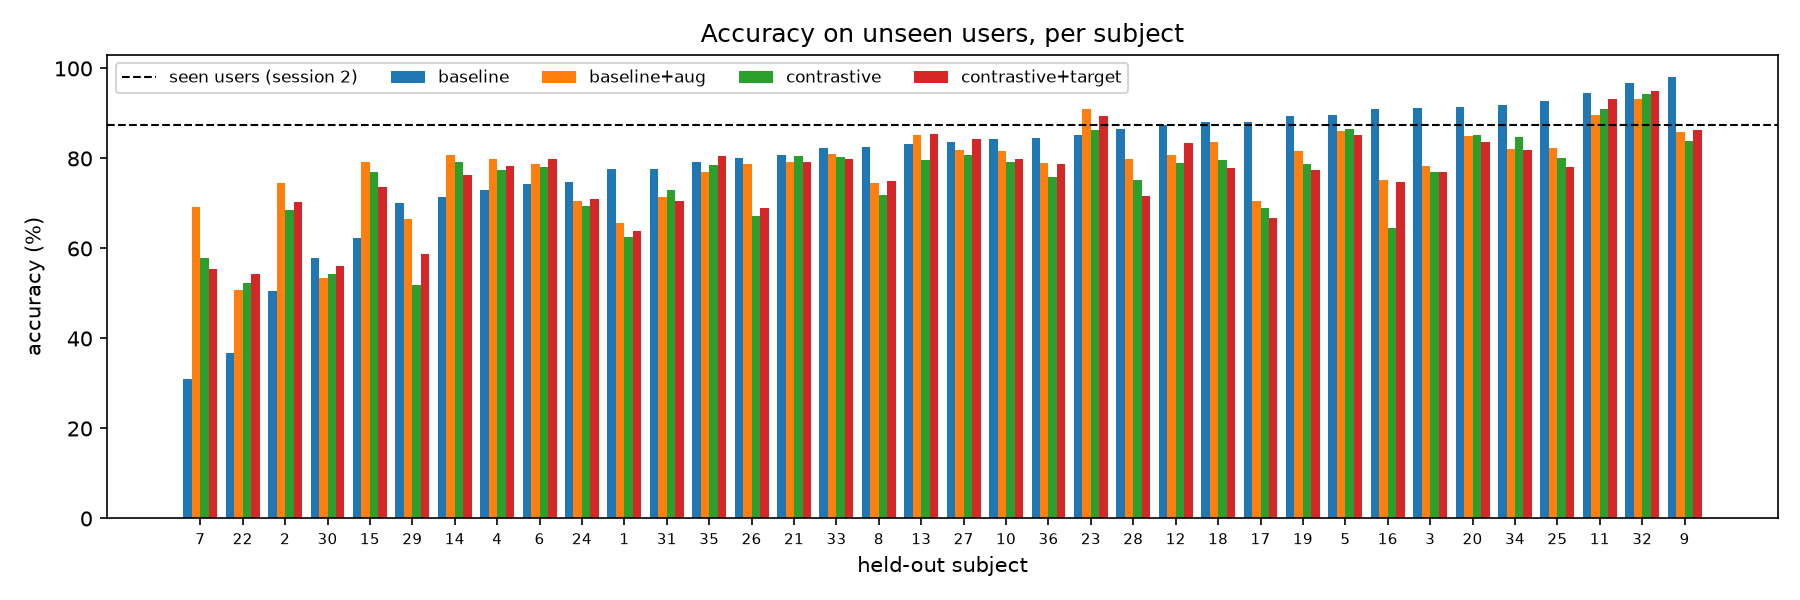 Accuracy on unseen users, per subject
seen users (session 2) baseline baseline+aug contrastive contrastive+target
100
80
60
40
20
0
accuracy (%)
7 22 2 30 15 29 14 4 6 24 1 31 35 26 21 33 8 13 27 10 36 23 28 12 18 17 19 5 16 3 20 34 25 11 32 9
held-out subject